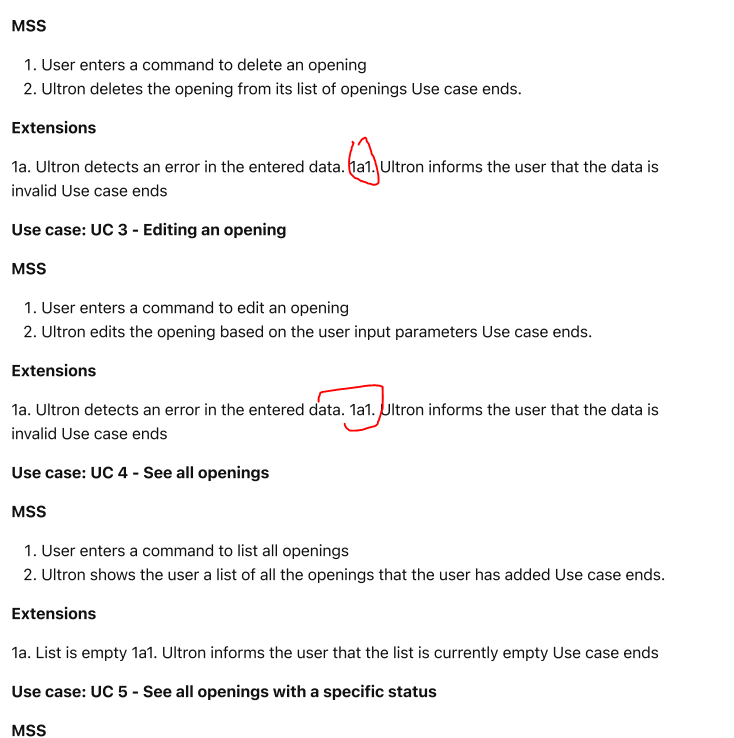 MSS
1. User enters a command to delete an opening
2. Ultron deletes the opening from its list of openings Use case ends.
Extensions
1a. Ultron detects an error in the entered data. 1a1. Ultron informs the user that the data is
invalid Use case ends
Use case: UC 3 - Editing an opening
MSS
1. User enters a command to edit an opening
2. Ultron edits the opening based on the user input parameters Use case ends.
Extensions
1a. Ultron detects an error in the entered data. 1a1. Ultron informs the user that the data is
invalid Use case ends
Use case: UC 4 - See all openings
MSS
1. User enters a command to list all openings
2. Ultron shows the user a list of all the openings that the user has added Use case ends.
Extensions
1a. List is empty 1a1. Ultron informs the user that the list is currently empty Use case ends
Use case: UC 5 - See all openings with a specific status
MSS